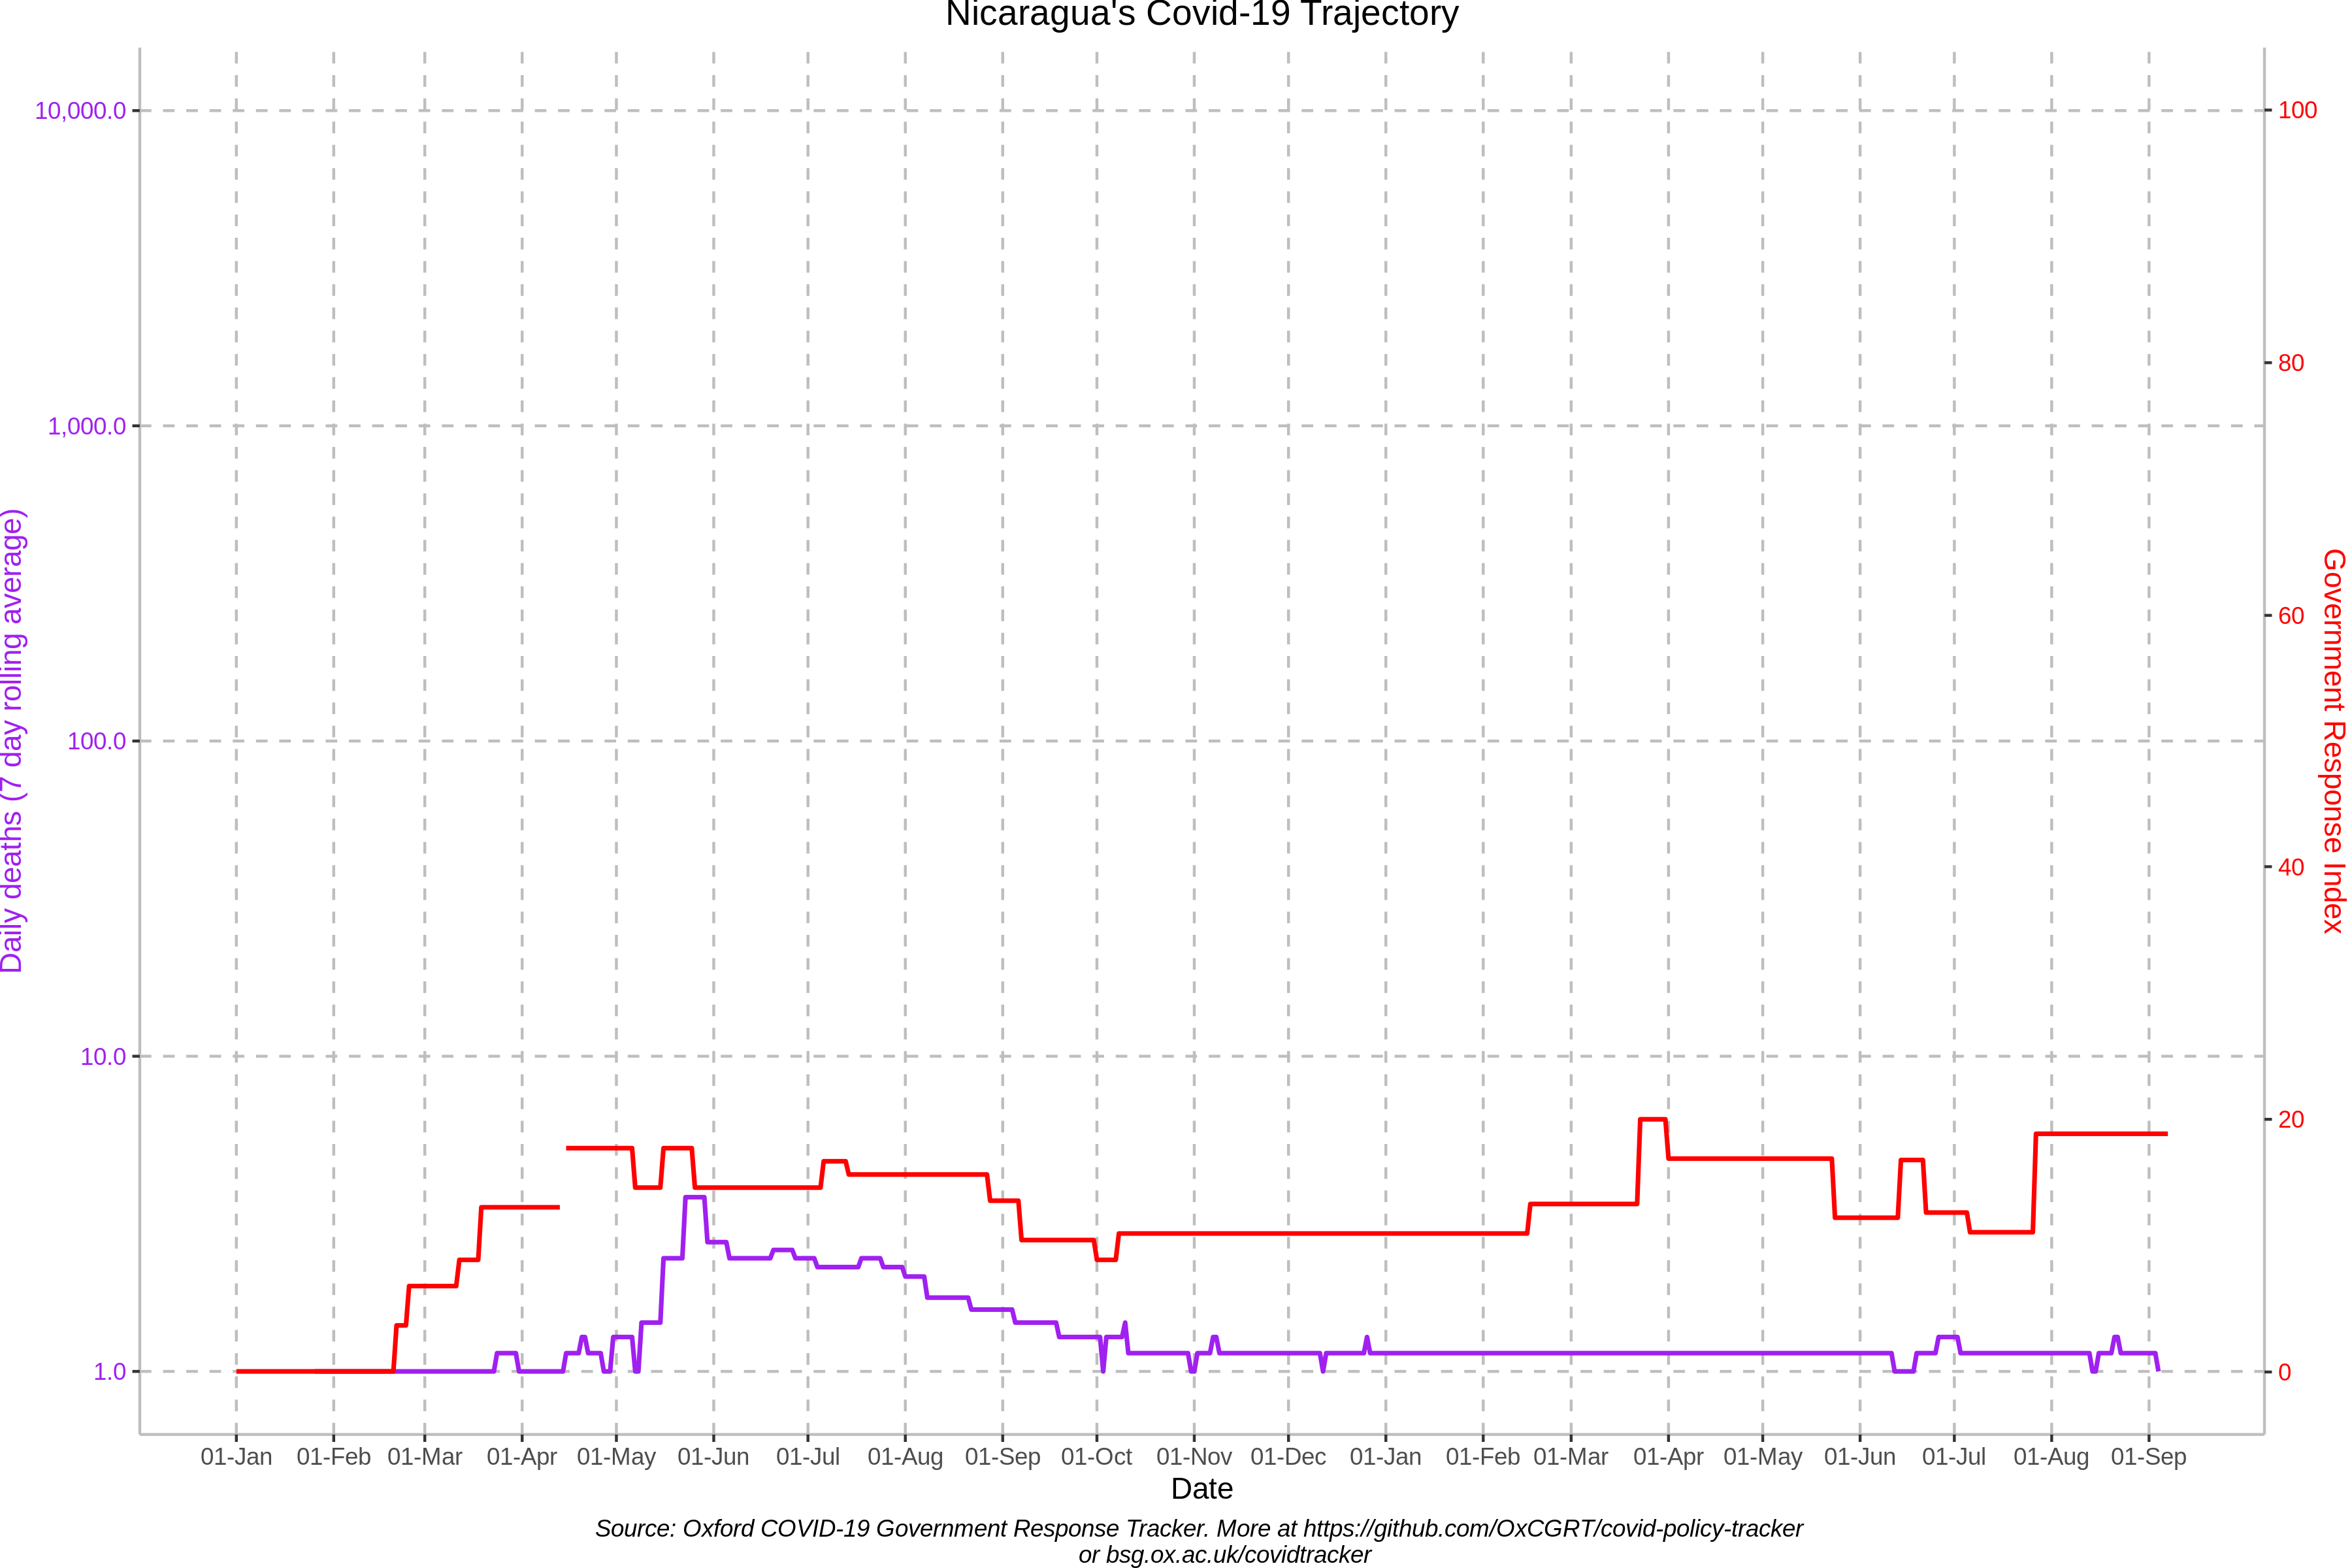 Nicaragua's Covid-19 Trajectory
10,000.0
1,000.0
100.0
10.0
1.0
Daily deaths (7 day rolling average)
100
80
60
40
20
0
Government Response Index
01-Jan 01-Feb 01-Mar 01-Apr 01-May 01-Jun 01-Jul 01-Aug 01-Sep 01-Oct 01-Nov 01-Dec 01-Jan 01-Feb 01-Mar 01-Apr 01-May 01-Jun 01-Jul 01-Aug 01-Sep
Date
Source: Oxford COVID-19 Government Response Tracker. More at https://github.com/OxCGRT/covid-policy-tracker
or bsg.ox.ac.uk/covidtracker